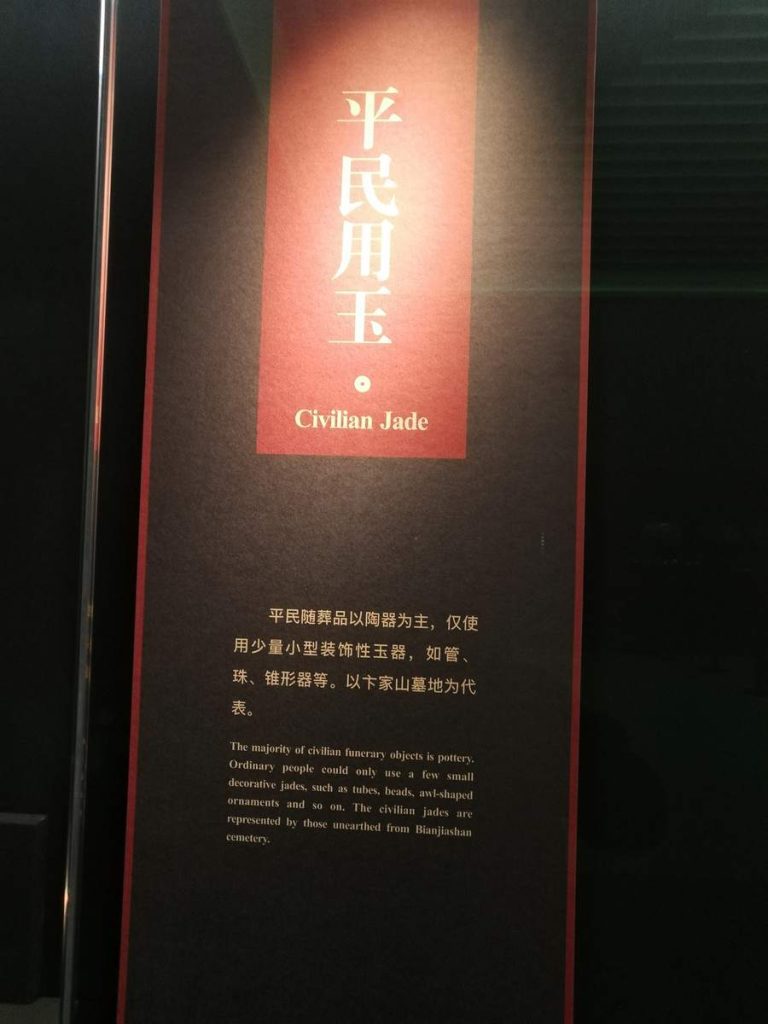 平民用玉
Civilian Jade
平民随葬品以陶器为主，仅使
用少量小型装饰性玉器，如管、
珠、锥形器等。以卞家山墓地为代
表。
The majority of civilian funerary objects is pottery.
Ordinary people could only use a few small
decorative jades, such as tubes, beads, awl-shaped
ornaments and so on. The civilian jades are
represented by those unearthed from Bianjiashan
cemetery.